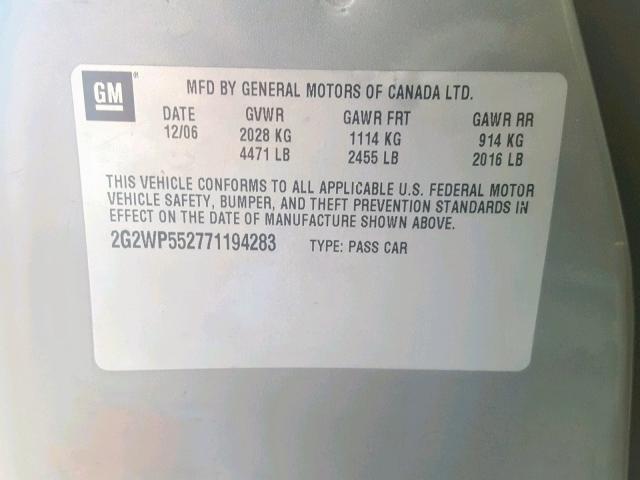 GM®
MFD BY GENERAL MOTORS OF CANADA LTD.
DATE GVWR GAWR FRT GAWR RR
12/06 2028 KG 1114 KG 914 KG
4471 LB 2455 LB 2016 LB
THIS VEHICLE CONFORMS TO ALL APPLICABLE U.S. FEDERAL MOTOR
VEHICLE SAFETY, BUMPER, AND THEFT PREVENTION STANDARDS IN
EFFECT ON THE DATE OF MANUFACTURE SHOWN ABOVE.
2G2WP552771194283 TYPE: PASS CAR